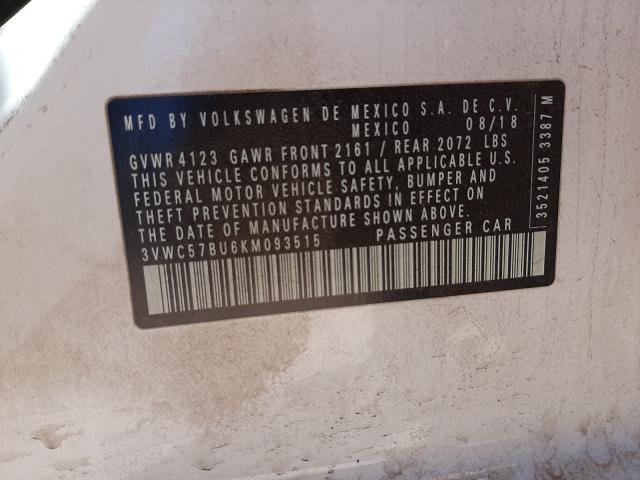 MFD BY VOLKSWAGEN DE MEXICO S.A. DE C.V.
MEXICO 08/18
GVWR 4123 GAWR FRONT 2161 / REAR 2072 LBS
THIS VEHICLE CONFORMS TO ALL APPLICABLE U.S.
FEDERAL MOTOR VEHICLE SAFETY, BUMPER AND
THEFT PREVENTION STANDARDS IN EFFECT ON
THE DATE OF MANUFACTURE SHOWN ABOVE.
3VWC57BU6KM093515 PASSENGER CAR
3521405 3387 M